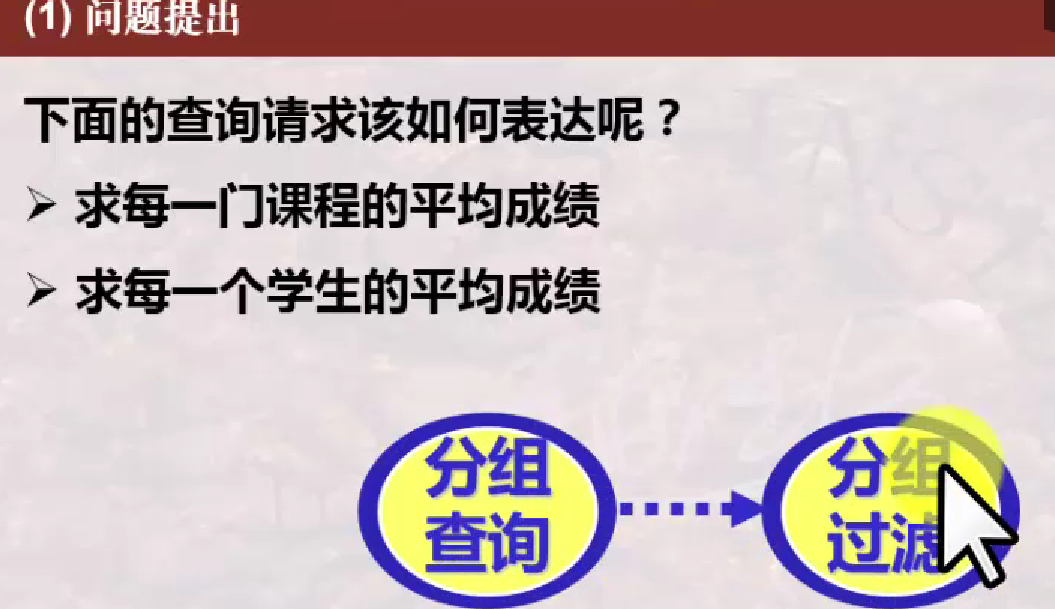 (1) 问题提出
下面的查询请求该如何表达呢？
➢ 求每一门课程的平均成绩
➢ 求每一个学生的平均成绩
分组
查询
分组
过滤